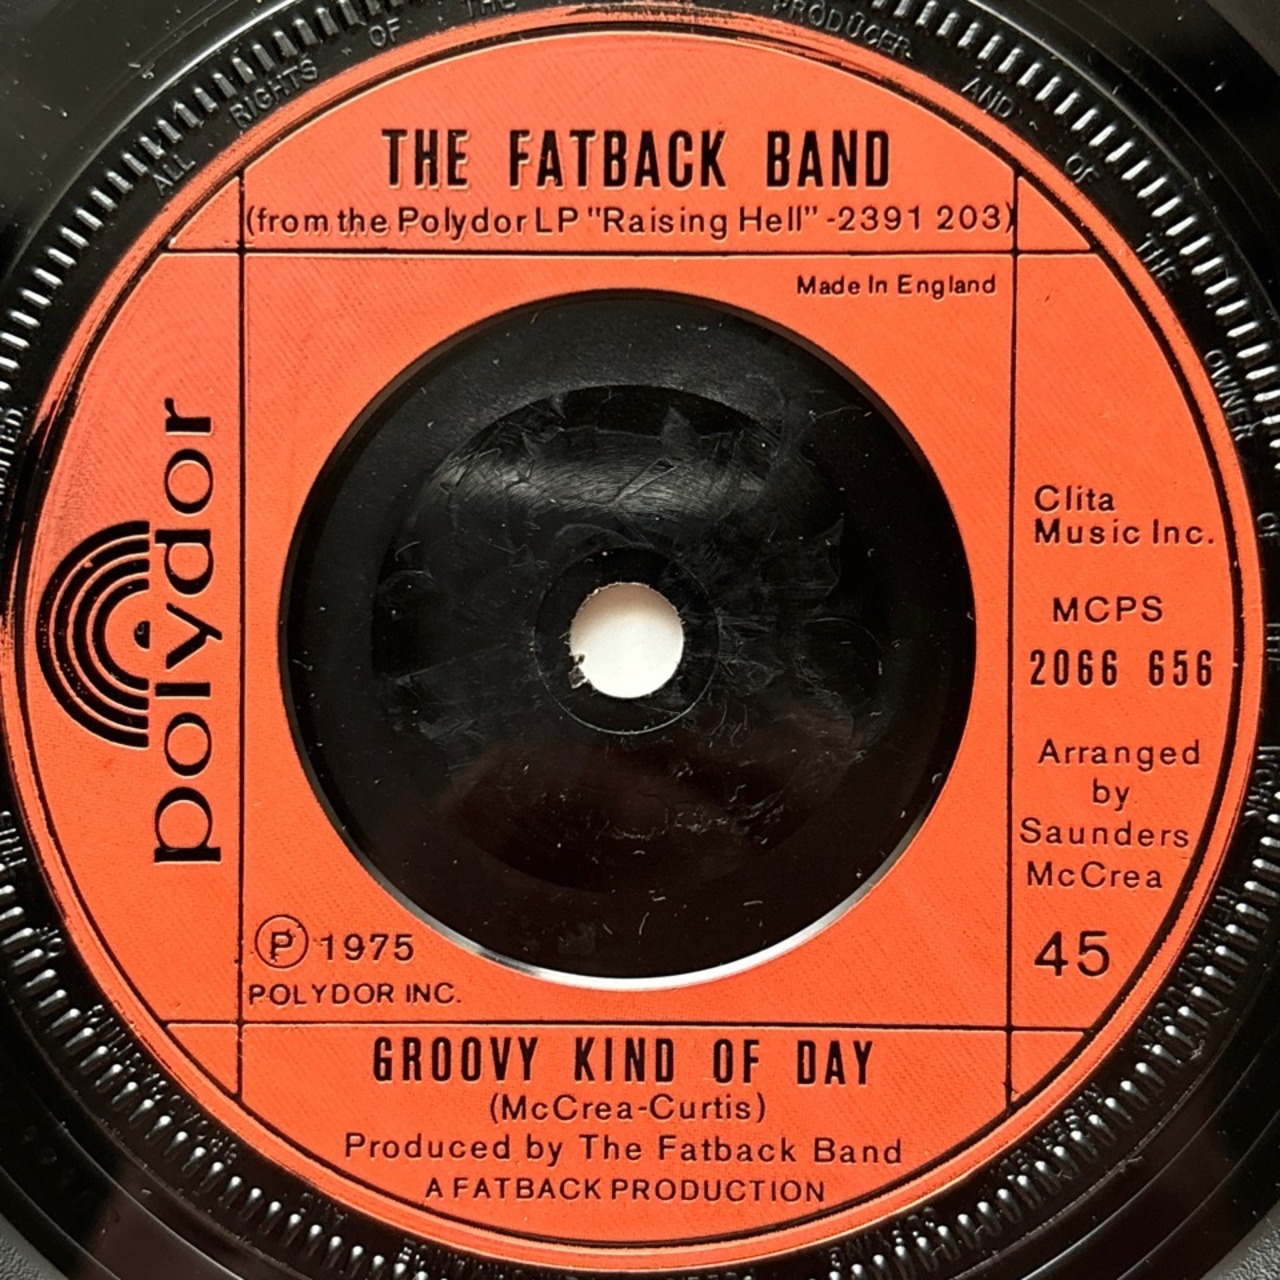 ALL RIGHTS OF THE PRODUCER AND OF THE OWNER OF
THE FATBACK BAND
(from the Polydor LP "Raising Hell" -2391 203)
Made In England
polydor
Clita
Music Inc.
MCPS
2066 656
Arranged
by
Saunders
McCrea
45
Ⓟ 1975
POLYDOR INC.
GROOVY KIND OF DAY
(McCrea-Curtis)
Produced by The Fatback Band
A FATBACK PRODUCTION